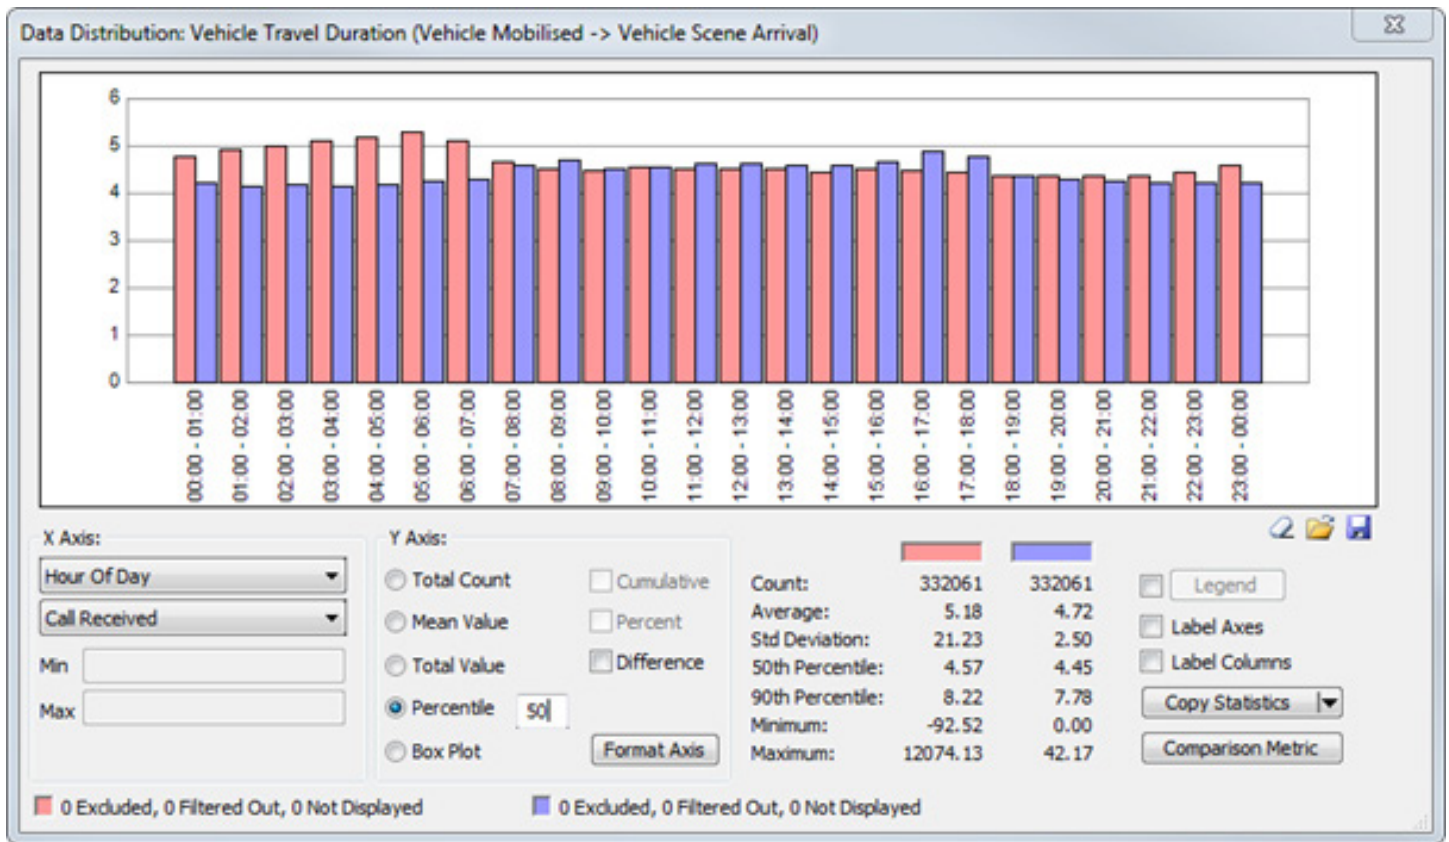 Data Distribution: Vehicle Travel Duration (Vehicle Mobilised -> Vehicle Scene Arrival)
6
5
4
3
2
1
0
00:00 - 01:00
01:00 - 02:00
02:00 - 03:00
03:00 - 04:00
04:00 - 05:00
05:00 - 06:00
06:00 - 07:00
07:00 - 08:00
08:00 - 09:00
09:00 - 10:00
10:00 - 11:00
11:00 - 12:00
12:00 - 13:00
13:00 - 14:00
14:00 - 15:00
15:00 - 16:00
16:00 - 17:00
17:00 - 18:00
18:00 - 19:00
19:00 - 20:00
20:00 - 21:00
21:00 - 22:00
22:00 - 23:00
23:00 - 00:00
X Axis:
Hour Of Day
Call Received
Min
Max
Y Axis:
Total Count
Cumulative
Mean Value
Percent
Total Value
Difference
Percentile 50
Box Plot
Format Axis
Count: 332061 332061
Average: 5.18 4.72
Std Deviation: 21.23 2.50
50th Percentile: 4.57 4.45
90th Percentile: 8.22 7.78
Minimum: -92.52 0.00
Maximum: 12074.13 42.17
Legend
Label Axes
Label Columns
Copy Statistics
Comparison Metric
0 Excluded, 0 Filtered Out, 0 Not Displayed
0 Excluded, 0 Filtered Out, 0 Not Displayed